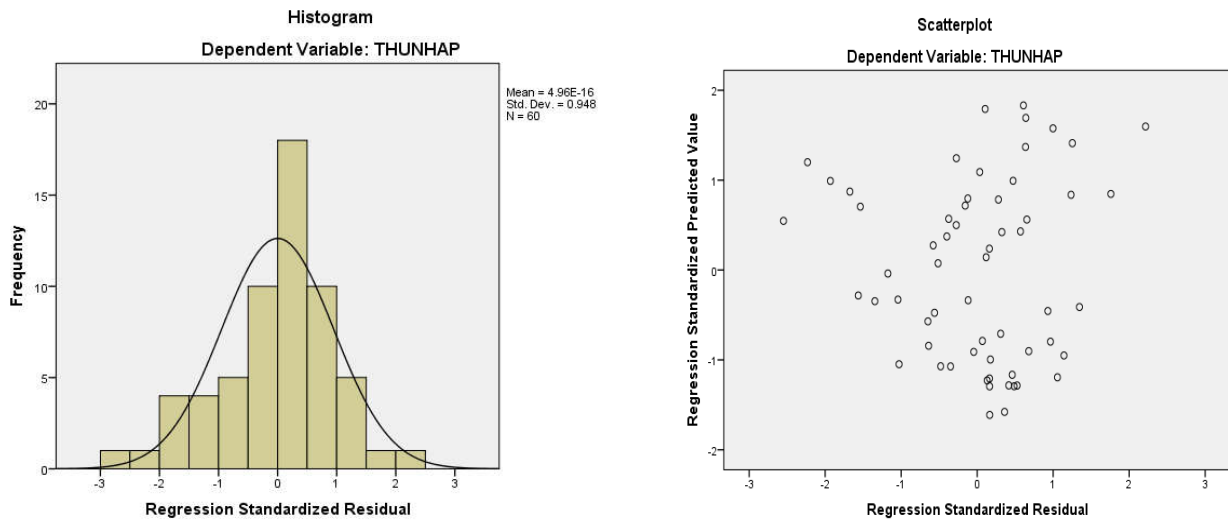 Histogram
Dependent Variable: THUNHAP
Mean = 4.96E-16
Std. Dev. = 0.948
N = 60
Frequency
20
15
10
5
0
-3 -2 -1 0 1 2 3
Regression Standardized Residual
Scatterplot
Dependent Variable: THUNHAP
Regression Standardized Predicted Value
2
1
0
-1
-2
-3 -2 -1 0 1 2 3
Regression Standardized Residual